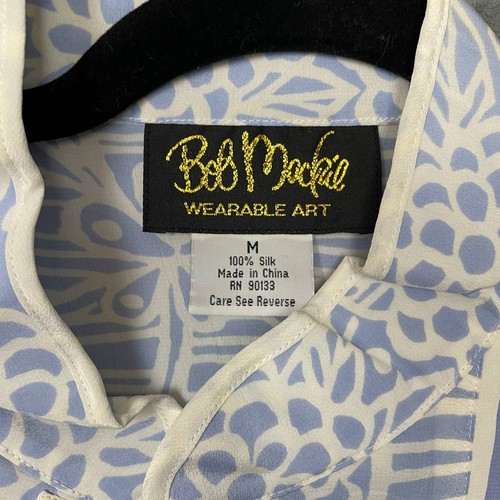 Bob Mackie
WEARABLE ART
M
100% Silk
Made in China
RN 90133
Care See Reverse